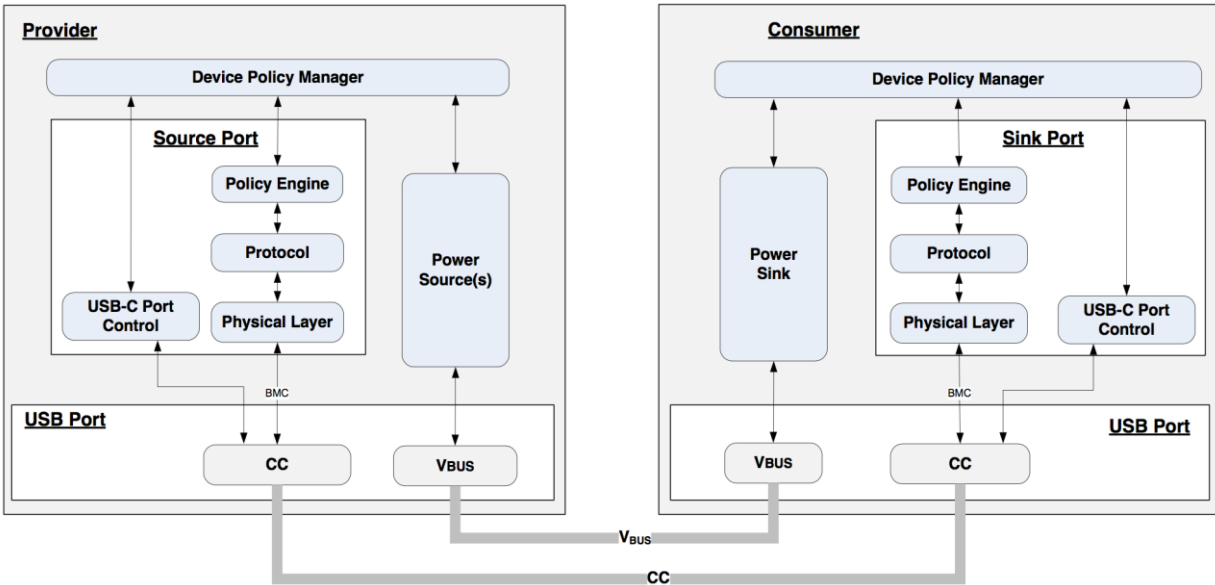 Provider
Device Policy Manager
Source Port
Policy Engine
Protocol
USB-C Port
Control
Physical Layer
Power
Source(s)
BMC
USB Port
CC
VBUS
Consumer
Device Policy Manager
Sink Port
Power
Sink
Policy Engine
Protocol
Physical Layer
USB-C Port
Control
BMC
USB Port
VBUS
CC
VBUS
CC